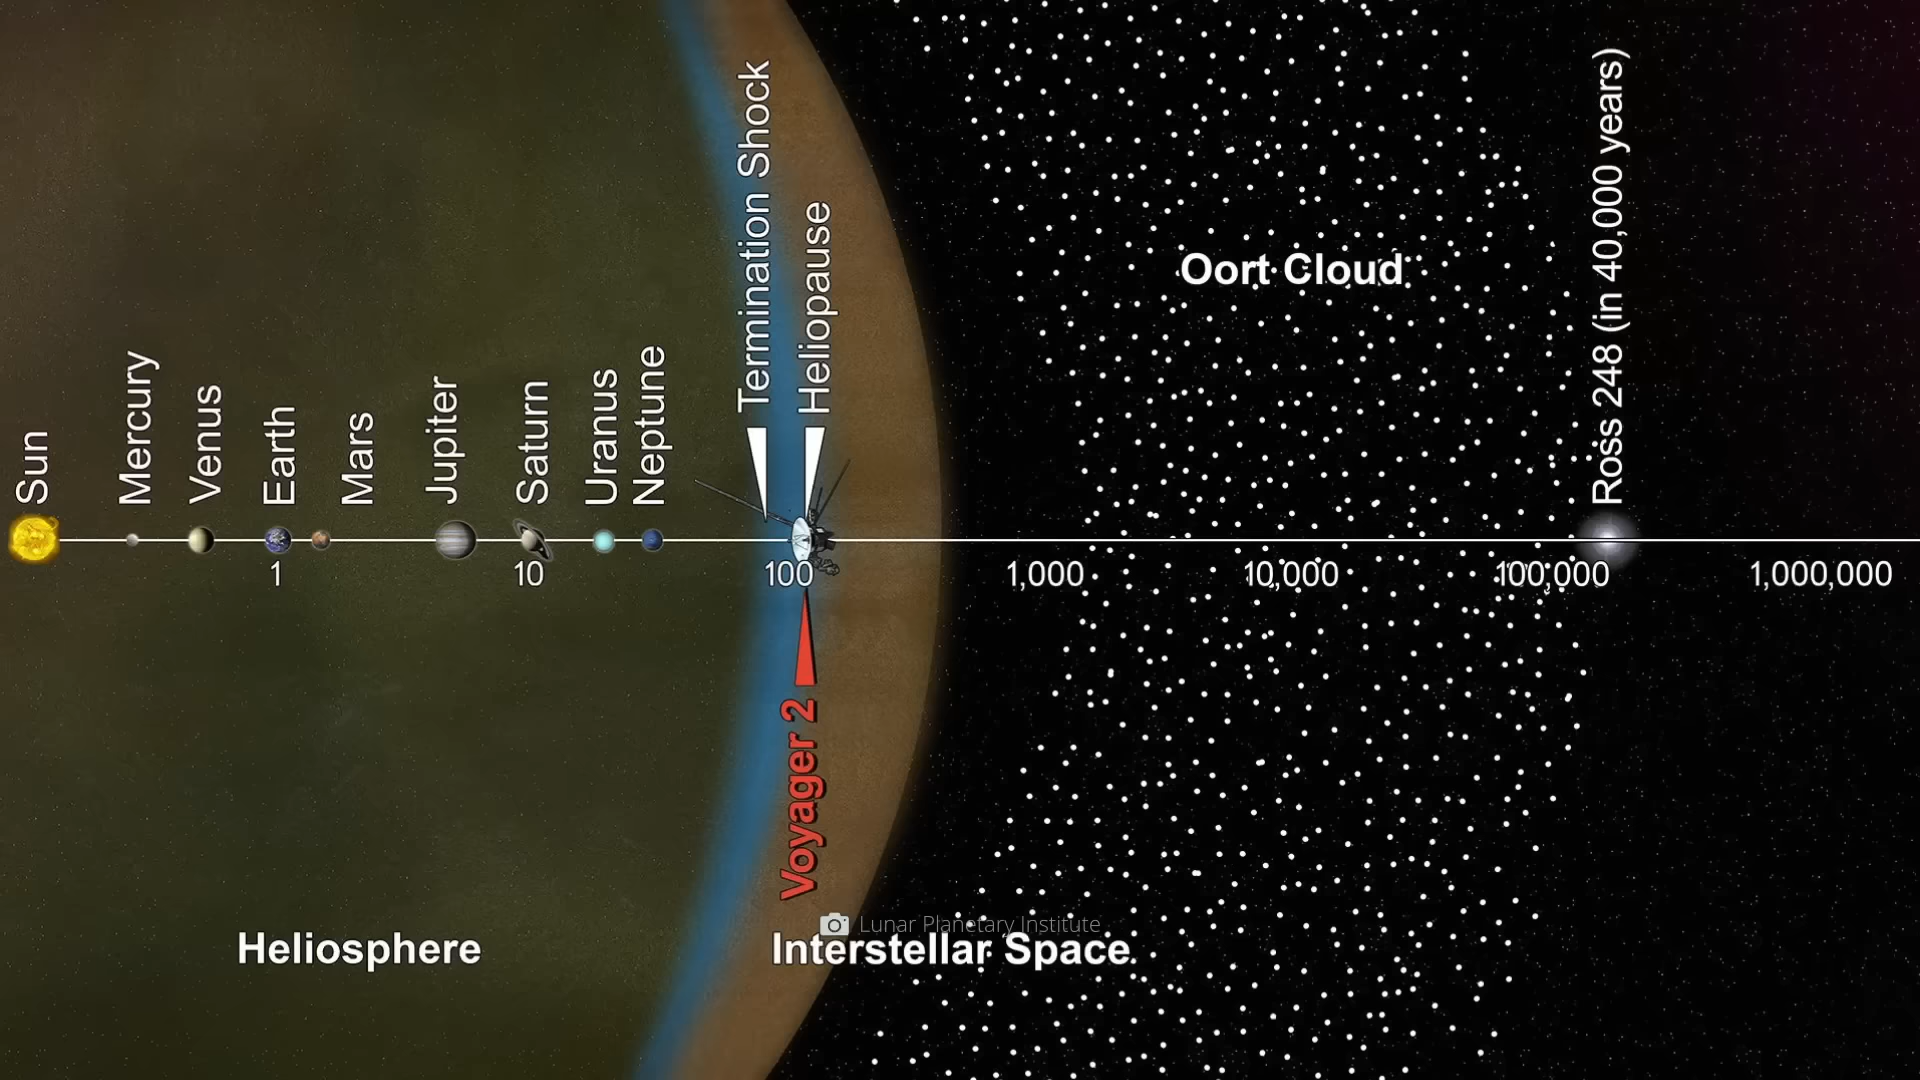 Sun
Mercury
Venus
Earth
Mars
Jupiter
Saturn
Uranus
Neptune
Termination Shock
Heliopause
Oort Cloud
Ross 248 (in 40,000 years)
1
10
100
1,000
10,000
100,000
1,000,000
Voyager 2
Lunar Planetary Institute
Heliosphere
Interstellar Space